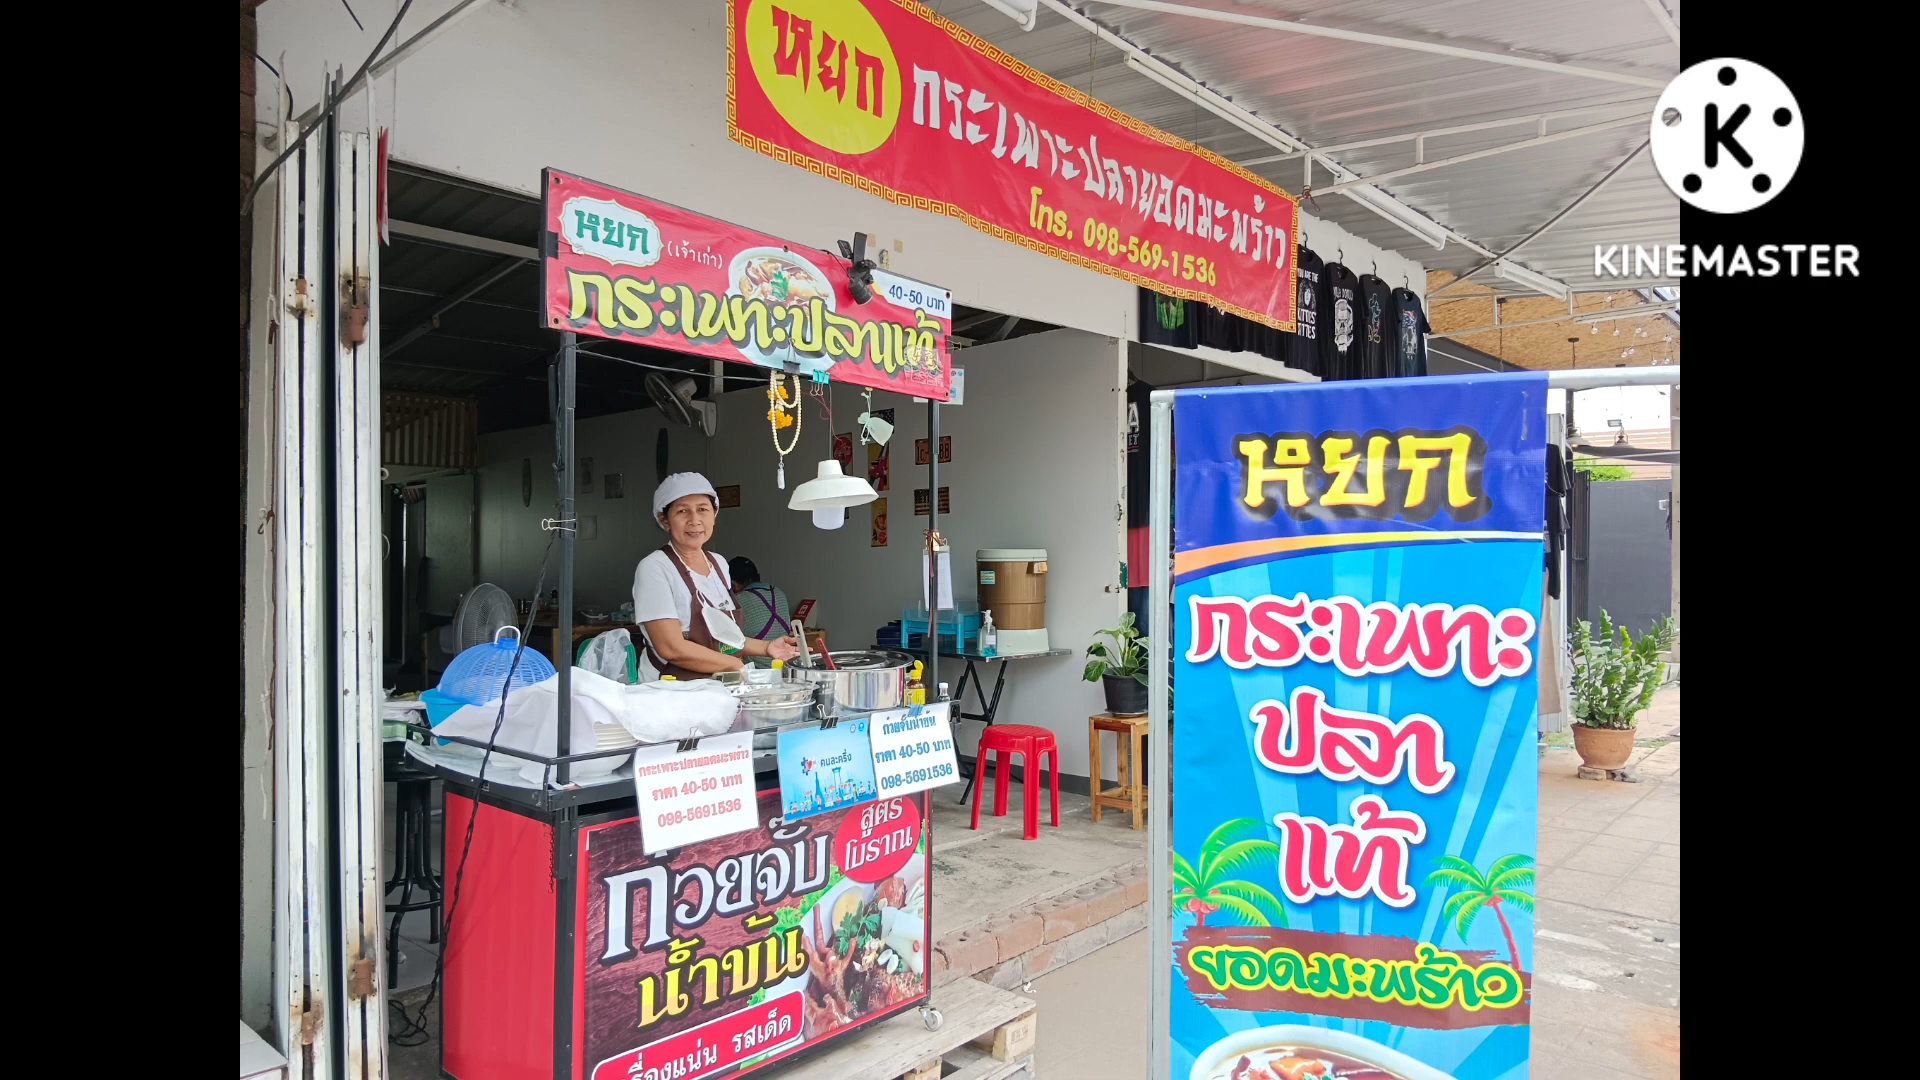 หยก
กระเพาะปลายอดมะพร้าว
โทร. 098-569-1536
หยก
(เจ้าเก่า)
40-50 บาท
กระเพาะปลาแท้
K
KINEMASTER
หยก
กระเพาะ
ปลา
แท้
ยอดมะพร้าว
กระเพาะปลายอดมะพร้าว
ราคา 40-50 บาท
098-5691536
คนละครึ่ง
ก๋วยจั๊บน้ำข้น
ราคา 40-50 บาท
098-5691536
สูตร
โบราณ
ก๋วยจั๊บ
น้ำข้น
เครื่องแน่น รสเด็ด